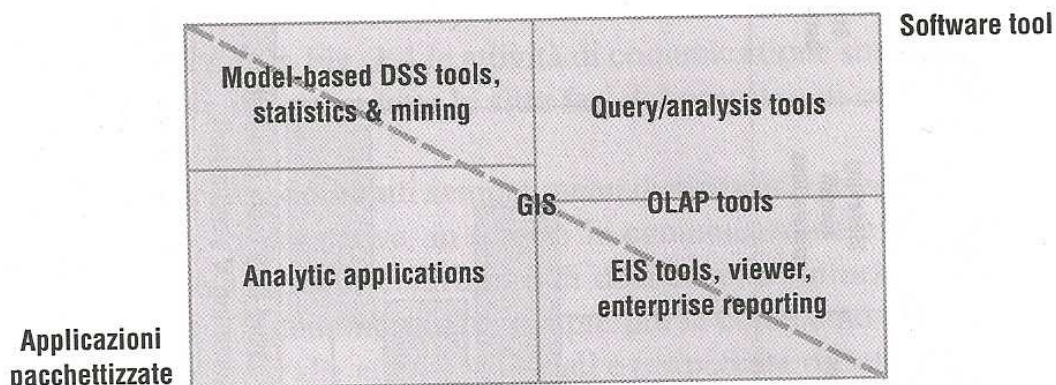 Software tool
Model-based DSS tools,
statistics & mining
Query/analysis tools
GIS
OLAP tools
Analytic applications
EIS tools, viewer,
enterprise reporting
Applicazioni
pacchettizzate